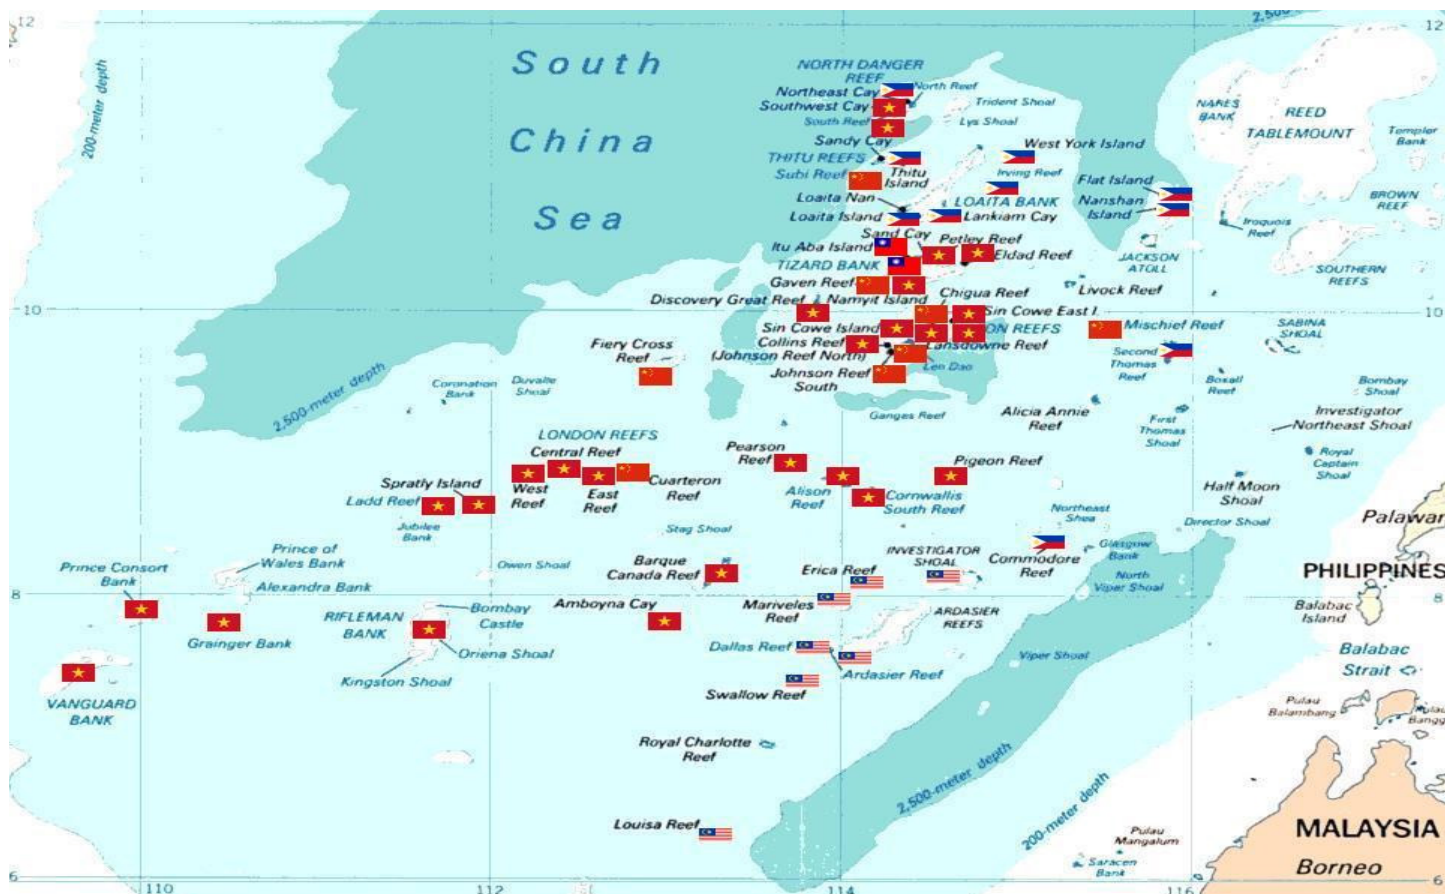 12
2,500-m
12
South
China
Sea
200-meter depth
NORTH DANGER
REEF
Northeast Cay
North Reef
Southwest Cay
Trident Shoal
South Reef
Lys Shoal
Sandy Cay
West York Island
THITU REEFS
Subi Reef
Thitu
Island
Irving Reef
Loaita Nan
LOAITA BANK
Loaita Island
Lankiam Cay
NARES
BANK
REED
TABLEMOUNT
Templer
Bank
Flat Island
Nanshan
Island
BROWN
REEF
Iroquois
Reef
Sand Cay
Petley Reef
Itu Aba Island
Eldad Reef
TIZARD BANK
JACKSON
ATOLL
SOUTHERN
REEFS
Gaven Reef
Livock Reef
Discovery Great Reef
Namyit Island
Chigua Reef
10
10
Sin Cowe East I.
Sin Cowe Island
ON REEFS
Mischief Reef
SABINA
SHOAL
Collins Reef
Lansdowne Reef
(Johnson Reef North)
Len Dao
Second
Thomas
Reef
Johnson Reef
South
Fiery Cross
Reef
Boxall
Reef
Bombay
Shoal
2,500-meter depth
Coronation
Bank
Duvalle
Shoal
Ganges Reef
Alicia Annie
Reef
First
Thomas
Shoal
Investigator
Northeast Shoal
LONDON REEFS
Central Reef
Pearson
Reef
Pigeon Reef
Royal
Captain
Shoal
Spratly Island
West
Reef
East
Reef
Cuarteron
Reef
Ladd Reef
Alison
Reef
Cornwallis
South Reef
Half Moon
Shoal
Jubilee
Bank
Stag Shoal
Northeast
Shea
Director Shoal
Palawan
Prince of
Wales Bank
Owen Shoal
Barque
Canada Reef
Erica Reef
INVESTIGATOR
SHOAL
Commodore
Reef
Glasgow
Bank
Prince Consort
Bank
Alexandra Bank
North
Viper Shoal
PHILIPPINES
8
8
Amboyna Cay
Mariveles
Reef
ARDASIER
REEFS
Balabac
Island
Grainger Bank
RIFLEMAN
BANK
Bombay
Castle
Oriena Shoal
Dallas Reef
Viper Shoal
Balabac
Strait
Kingston Shoal
Ardasier Reef
VANGUARD
BANK
Swallow Reef
Pulau
Balambang
Pulau
Bangg
Royal Charlotte
Reef
2,500-meter depth
200-meter depth
Louisa Reef
Pulau
Mangalum
MALAYSIA
Saracen
Bank
Borneo
6
6
110
112
114
116